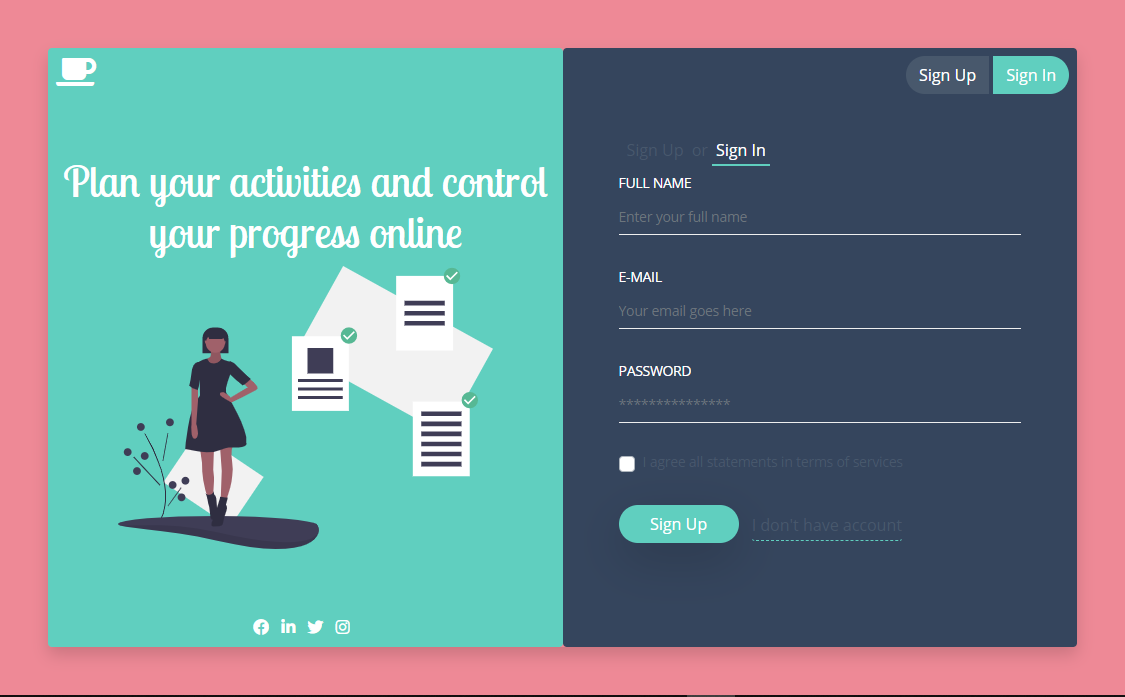 Sign Up
Sign In
Plan your activities and control
your progress online
Sign Up or Sign In
FULL NAME
Enter your full name
E-MAIL
Your email goes here
PASSWORD
***************
I agree all statements in terms of services
Sign Up
I don't have account